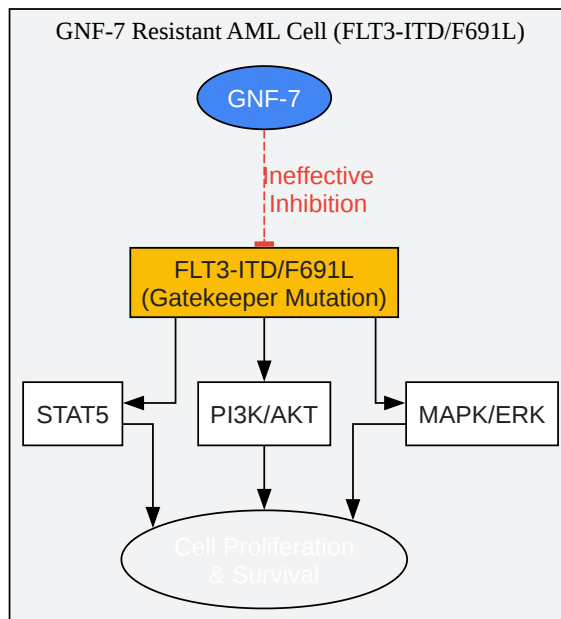 GNF-7 Resistant AML Cell (FLT3-ITD/F691L)
GNF-7
Ineffective
Inhibition
FLT3-ITD/F691L
(Gatekeeper Mutation)
STAT5
PI3K/AKT
MAPK/ERK
Cell Proliferation
& Survival